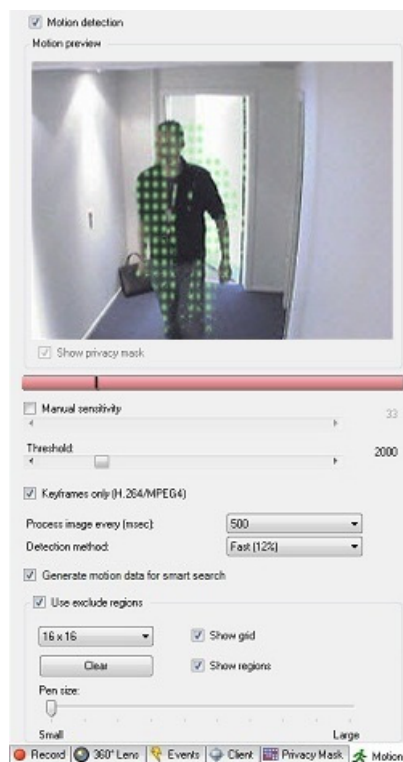 Motion detection
Motion preview
Show privacy mask
Manual sensitivity
33
Threshold:
2000
Keyframes only (H.264/MPEG4)
Process image every (msec):
500
Detection method:
Fast (12%)
Generate motion data for smart search
Use exclude regions
16 x 16
Show grid
Clear
Show regions
Pen size:
Small
Large
Record
360° Lens
Events
Client
Privacy Mask
Motion